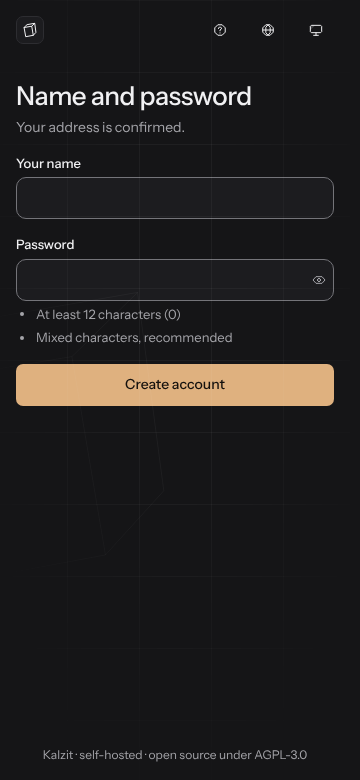 Name and password
Your address is confirmed.
Your name
Password
At least 12 characters (0)
Mixed characters, recommended
Create account
Kalzit · self-hosted · open source under AGPL-3.0